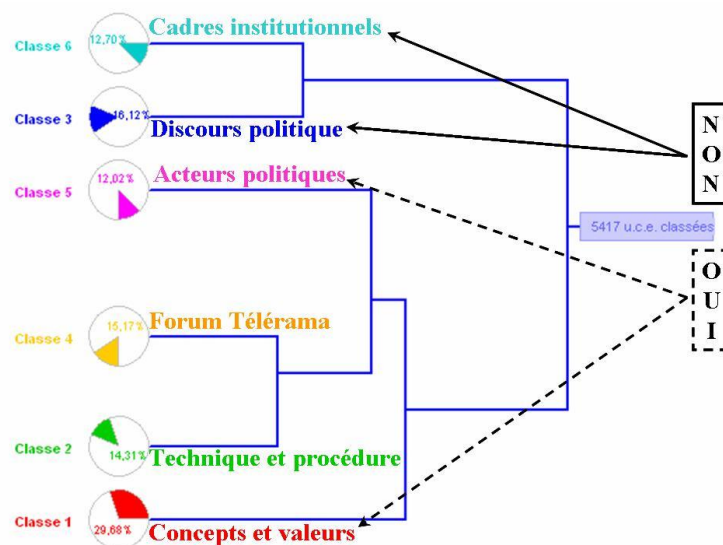 12,70%
Cadres institutionnels
Classe 6
16,12%
Classe 3
Discours politique
NON
12,02%
Acteurs politiques
Classe 5
5417 u.c.e. classées
OUI
15,17%
Forum Télérama
Classe 4
Classe 2
14,31%
Technique et procédure
Classe 1
29,68%
Concepts et valeurs